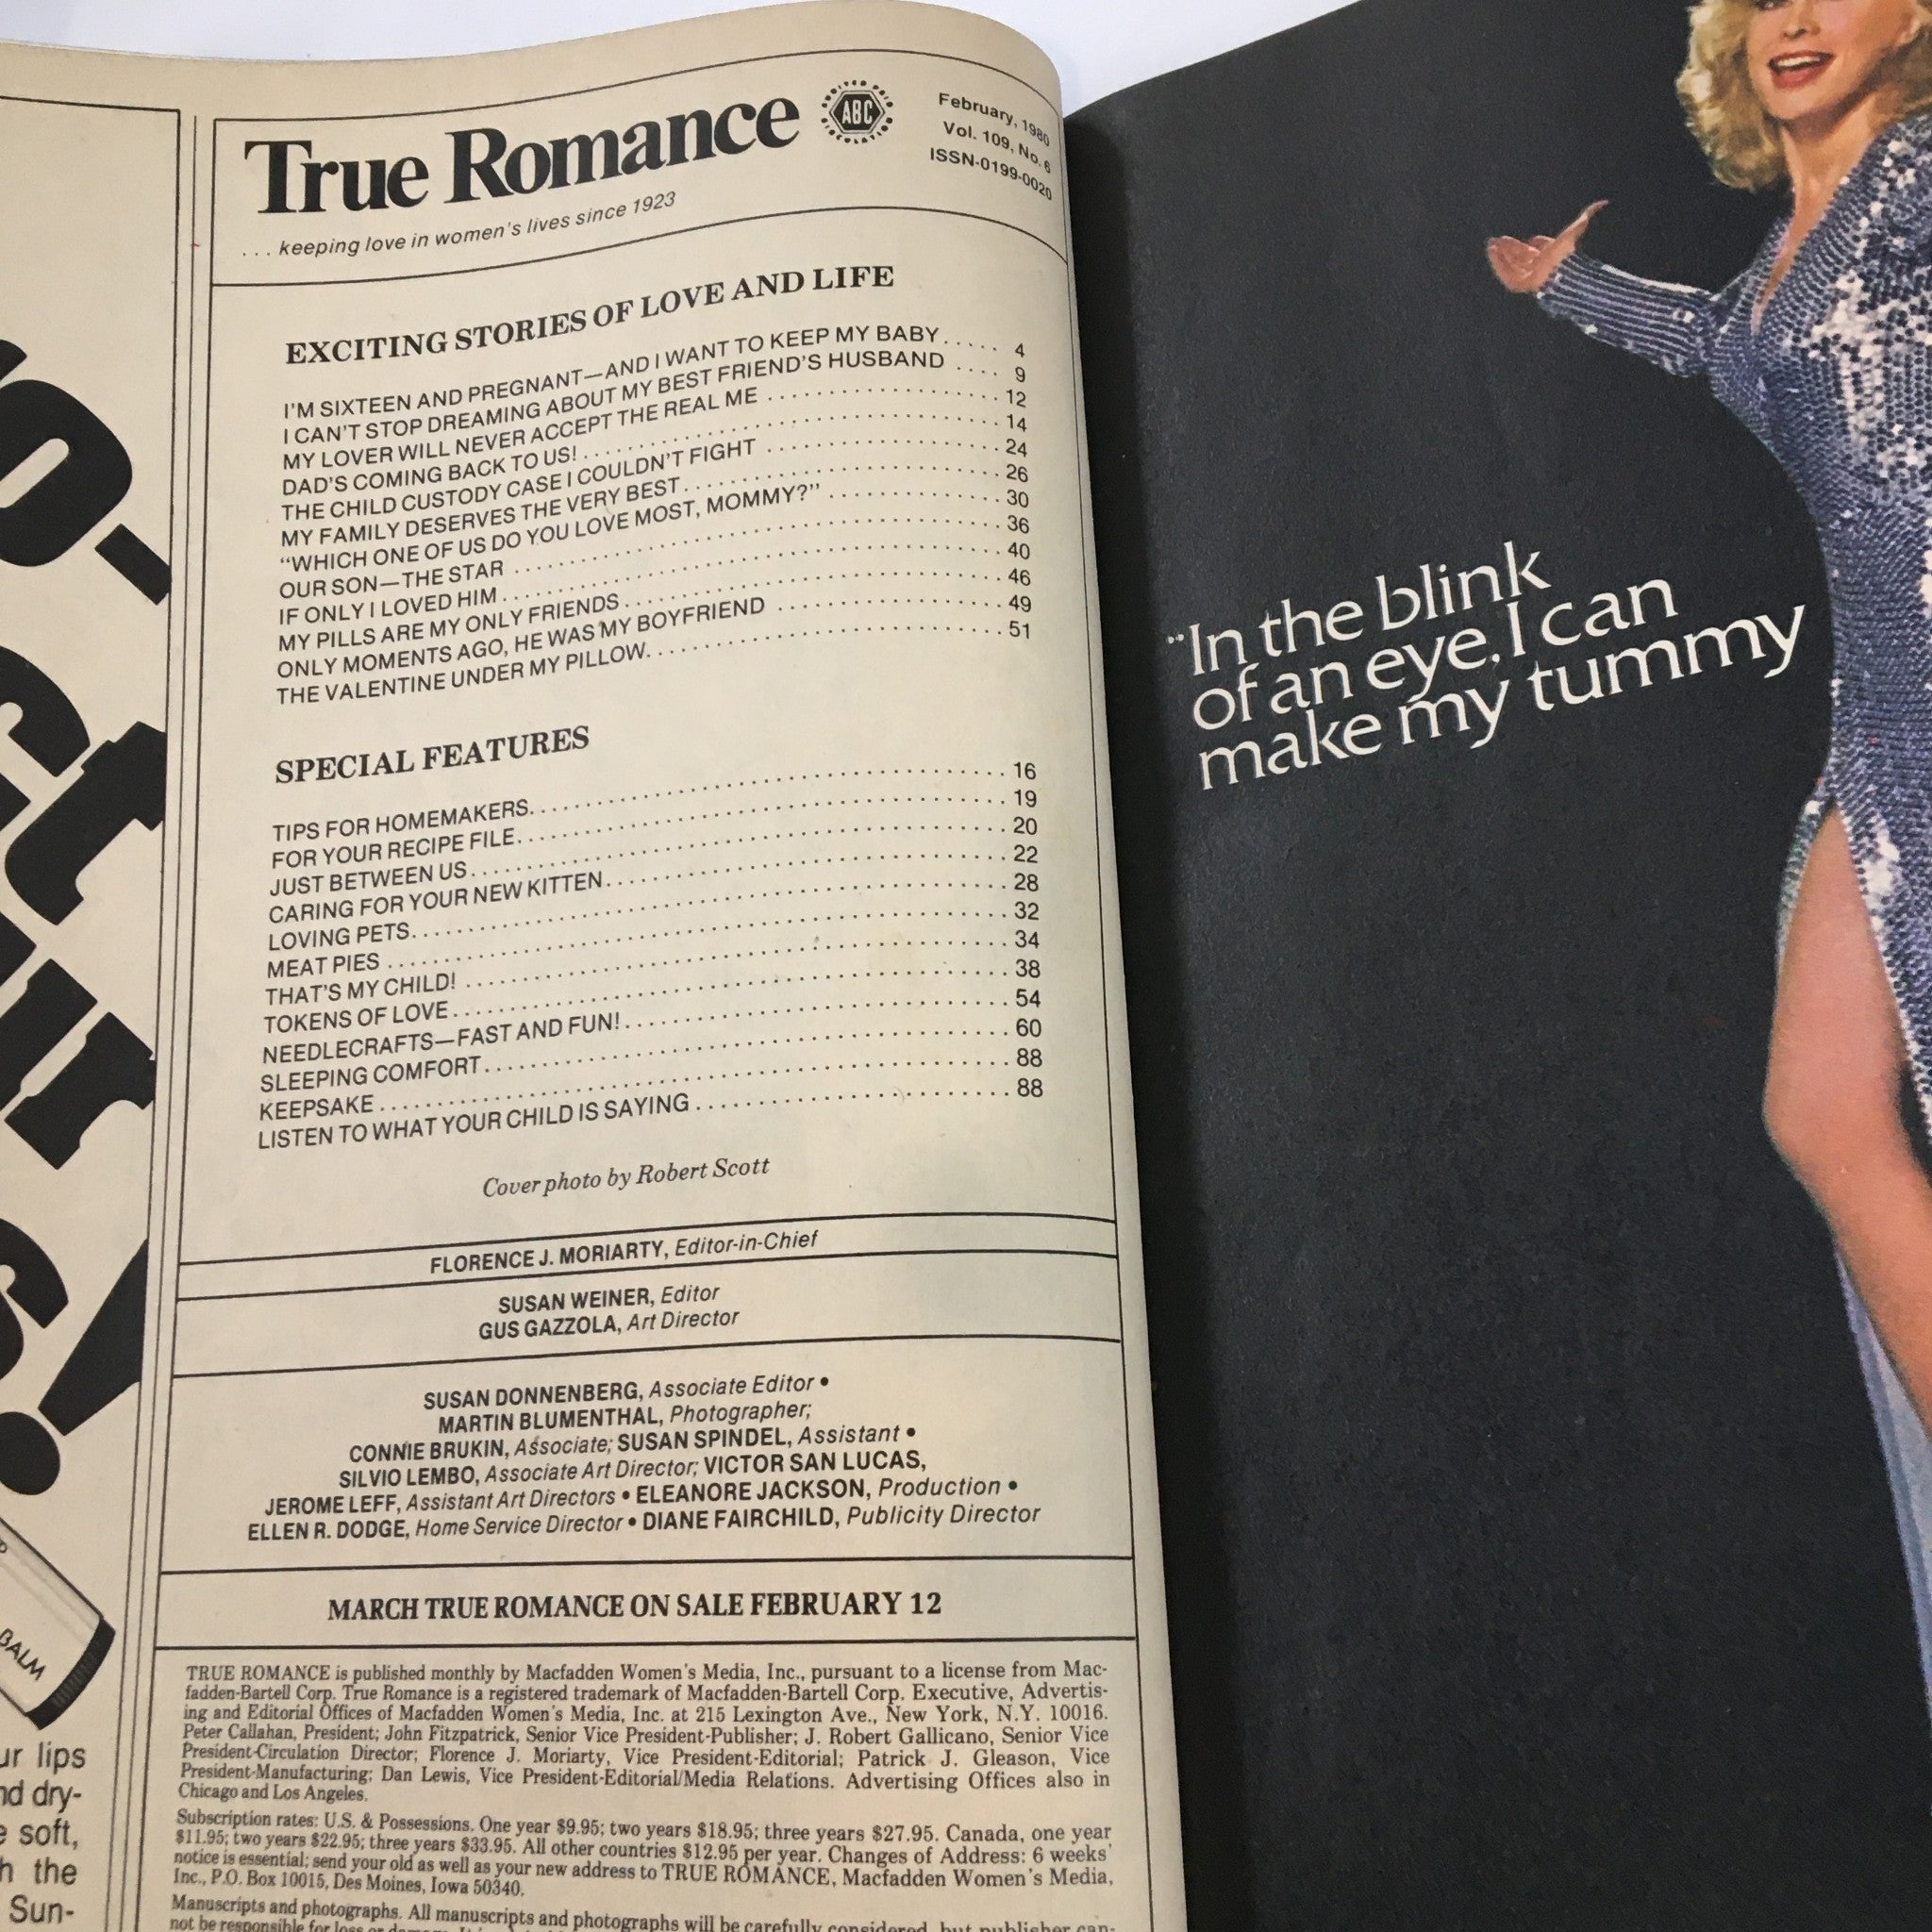 True Romance
ABC
February, 1980
Vol. 109, No. 6
ISSN-0199-0020
. . . keeping love in women's lives since 1923
EXCITING STORIES OF LOVE AND LIFE
I'M SIXTEEN AND PREGNANT—AND I WANT TO KEEP MY BABY..... 4
I CAN'T STOP DREAMING ABOUT MY BEST FRIEND'S HUSBAND .... 9
MY LOVER WILL NEVER ACCEPT THE REAL ME .................... 12
DAD'S COMING BACK TO US! .................... 14
THE CHILD CUSTODY CASE I COULDN'T FIGHT .................... 24
MY FAMILY DESERVES THE VERY BEST.................... 26
"WHICH ONE OF US DO YOU LOVE MOST, MOMMY?" .................... 30
OUR SON—THE STAR .................... 36
IF ONLY I LOVED HIM .................... 40
MY PILLS ARE MY ONLY FRIENDS .................... 46
ONLY MOMENTS AGO, HE WAS MY BOYFRIEND .................... 49
THE VALENTINE UNDER MY PILLOW.................... 51
SPECIAL FEATURES
TIPS FOR HOMEMAKERS.................... 16
FOR YOUR RECIPE FILE.................... 19
JUST BETWEEN US.................... 20
CARING FOR YOUR NEW KITTEN.................... 22
LOVING PETS.................... 28
MEAT PIES .................... 32
THAT'S MY CHILD! .................... 34
TOKENS OF LOVE.................... 38
NEEDLECRAFTS—FAST AND FUN!.................... 54
SLEEPING COMFORT.................... 60
KEEPSAKE.................... 88
LISTEN TO WHAT YOUR CHILD IS SAYING.................... 88
Cover photo by Robert Scott
FLORENCE J. MORIARTY, Editor-in-Chief
SUSAN WEINER, Editor
GUS GAZZOLA, Art Director
SUSAN DONNENBERG, Associate Editor •
MARTIN BLUMENTHAL, Photographer;
CONNIE BRUKIN, Associate; SUSAN SPINDEL, Assistant •
SILVIO LEMBO, Associate Art Director; VICTOR SAN LUCAS,
JEROME LEFF, Assistant Art Directors • ELEANORE JACKSON, Production •
ELLEN R. DODGE, Home Service Director • DIANE FAIRCHILD, Publicity Director
MARCH TRUE ROMANCE ON SALE FEBRUARY 12
TRUE ROMANCE is published monthly by Macfadden Women's Media, Inc., pursuant to a license from Mac-
fadden-Bartell Corp. True Romance is a registered trademark of Macfadden-Bartell Corp. Executive, Advertis-
ing and Editorial Offices of Macfadden Women's Media, Inc. at 215 Lexington Ave., New York, N.Y. 10016.
Peter Callahan, President; John Fitzpatrick, Senior Vice President-Publisher; J. Robert Gallicano, Senior Vice
President-Circulation Director; Florence J. Moriarty, Vice President-Editorial; Patrick J. Gleason, Vice
President-Manufacturing; Dan Lewis, Vice President-Editorial/Media Relations. Advertising Offices also in
Chicago and Los Angeles.
Subscription rates: U.S. & Possessions. One year $9.95; two years $18.95; three years $27.95. Canada, one year
$11.95; two years $22.95; three years $33.95. All other countries $12.95 per year. Changes of Address: 6 weeks'
notice is essential; send your old as well as your new address to TRUE ROMANCE, Macfadden Women's Media,
Inc., P.O. Box 10015, Des Moines, Iowa 50340.
Manuscripts and photographs. All manuscripts and photographs will be carefully considered, but publisher can-
not be responsible for loss or damage.
BALM
lips
dry-
soft,
the
Sun-
"In the blink
of an eye, I can
make my tummy